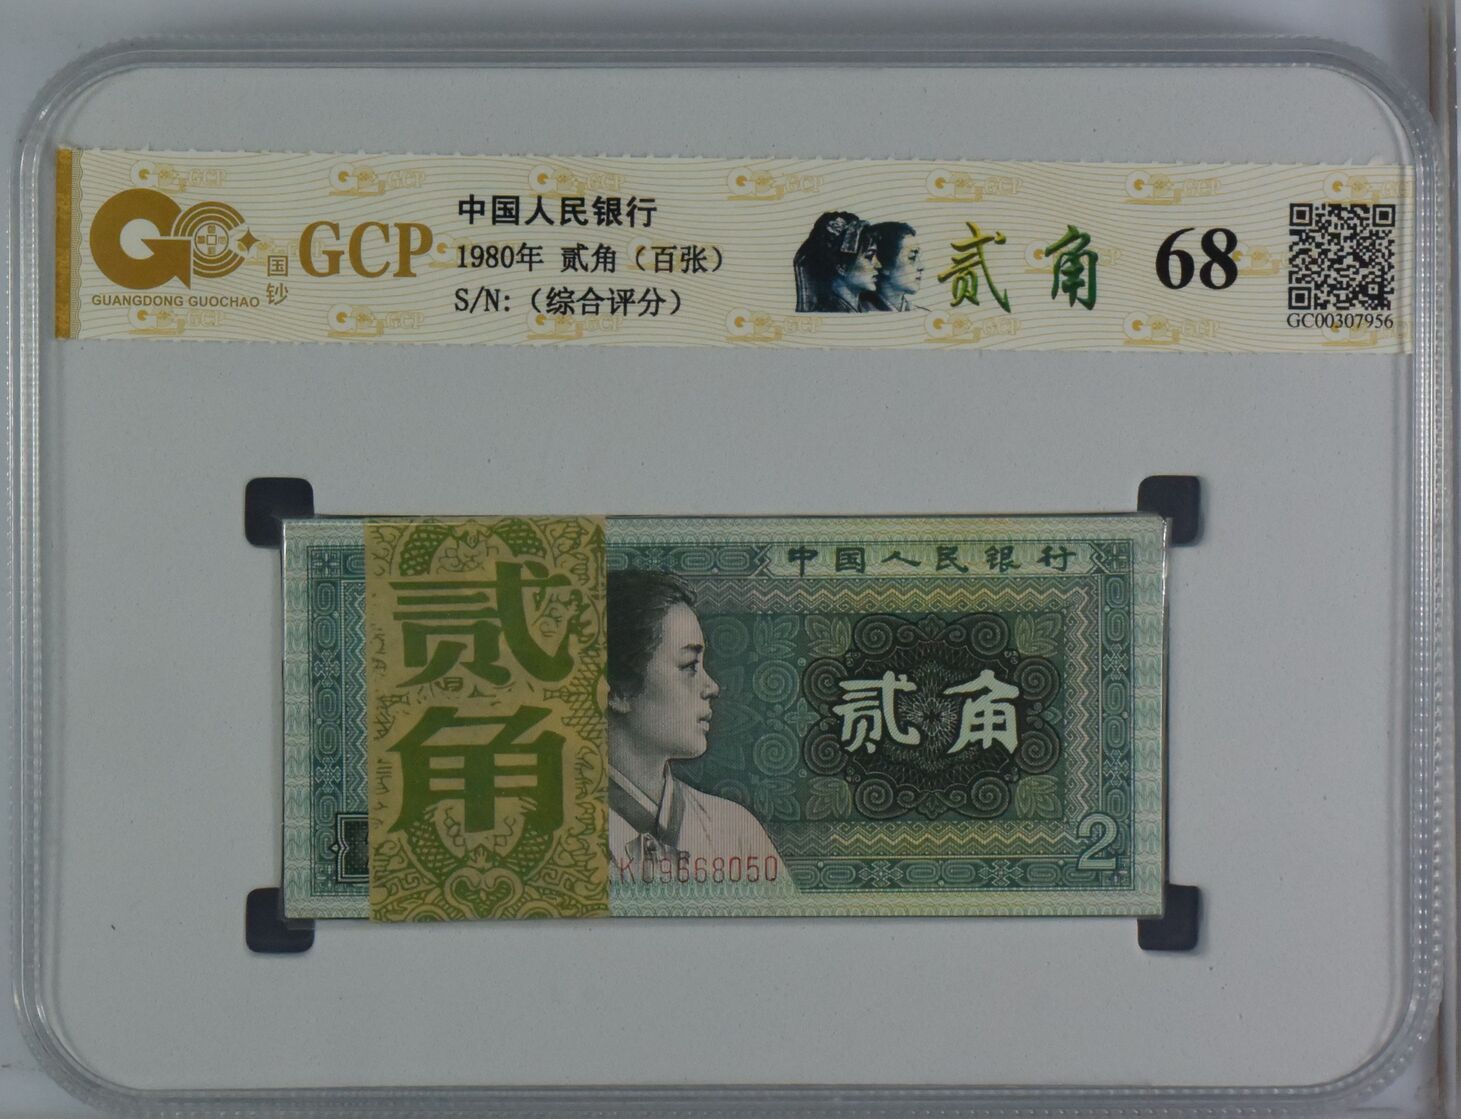 GCP
国钞
GUANGDONG GUOCHAO
中国人民银行
1980年 贰角（百张）
S/N:（综合评分）
贰角
68
GC00307956
贰角
中国人民银行
贰角
KC9668050
2